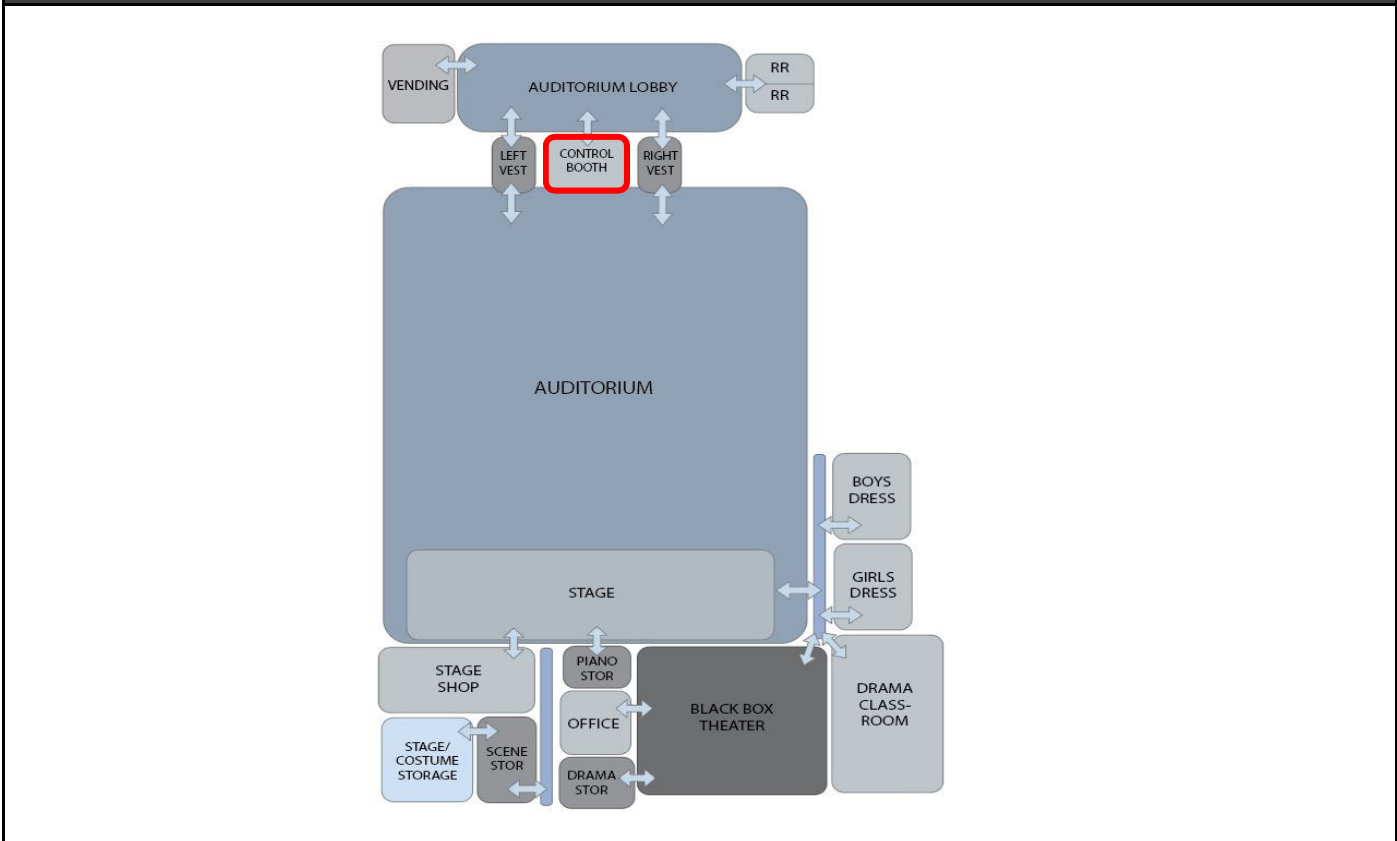 VENDING
AUDITORIUM LOBBY
RR
RR
LEFT
VEST
CONTROL
BOOTH
RIGHT
VEST
AUDITORIUM
BOYS
DRESS
GIRLS
DRESS
STAGE
STAGE
SHOP
PIANO
STOR
OFFICE
BLACK BOX
THEATER
DRAMA
CLASS-
ROOM
STAGE/
COSTUME
STORAGE
SCENE
STOR
DRAMA
STOR